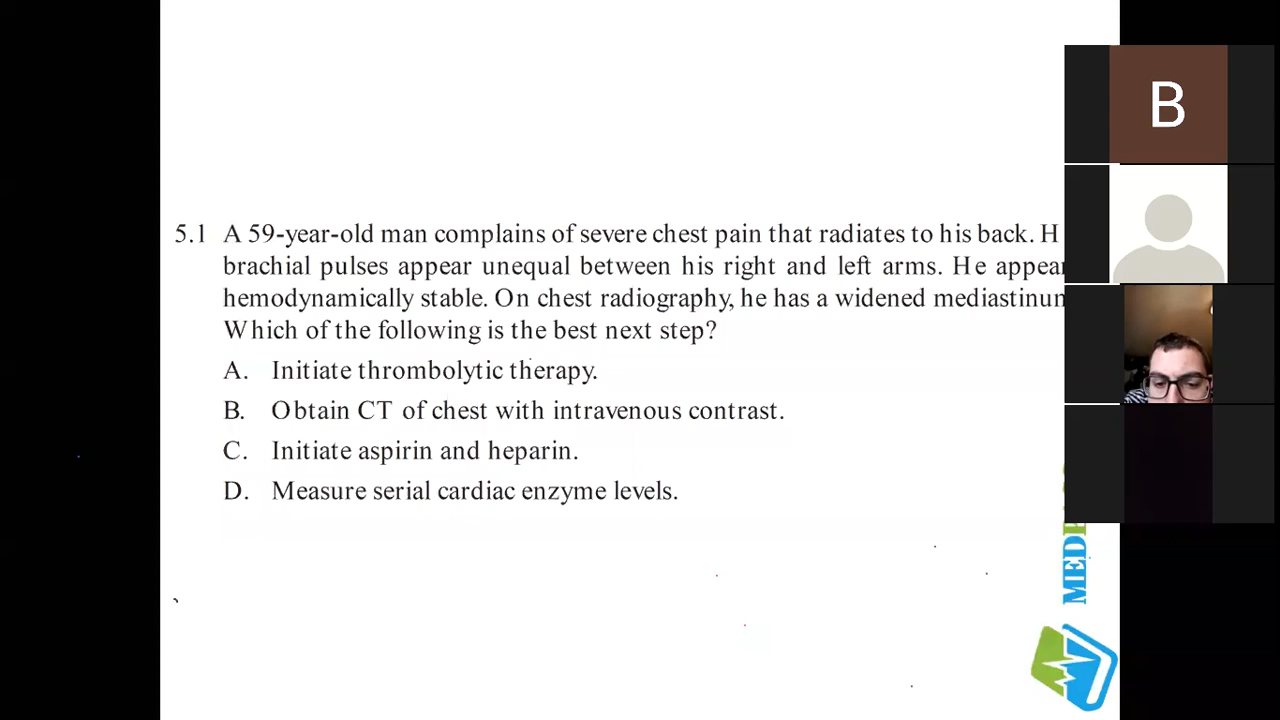 B
5.1 A 59-year-old man complains of severe chest pain that radiates to his back. H
brachial pulses appear unequal between his right and left arms. He appear
hemodynamically stable. On chest radiography, he has a widened mediastinum
Which of the following is the best next step?
A. Initiate thrombolytic therapy.
B. Obtain CT of chest with intravenous contrast.
C. Initiate aspirin and heparin.
D. Measure serial cardiac enzyme levels.
MED